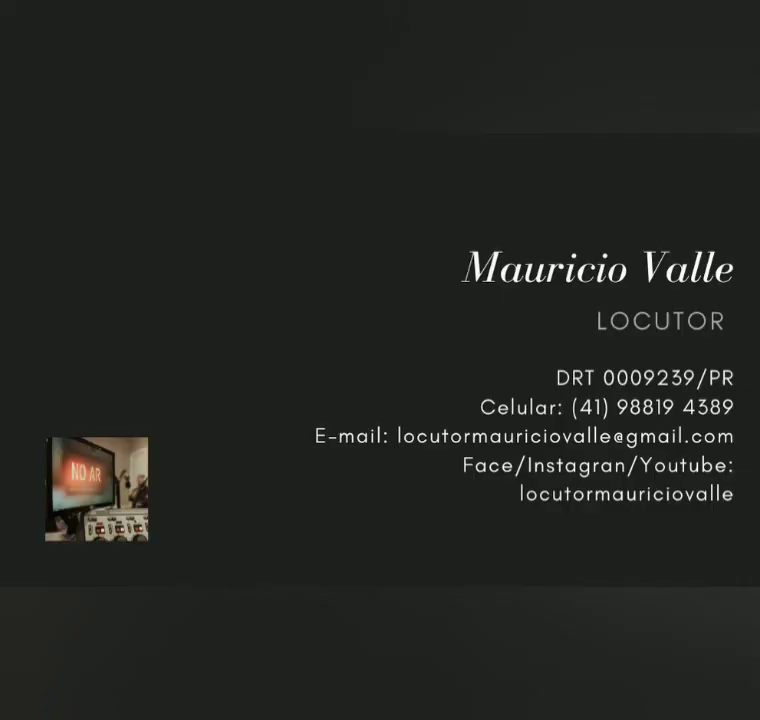 Mauricio Valle
LOCUTOR
DRT 0009239/PR
Celular: (41) 98819 4389
E-mail: locutormauriciovalle@gmail.com
Face/Instagran/Youtube:
locutormauriciovalle
NO AR